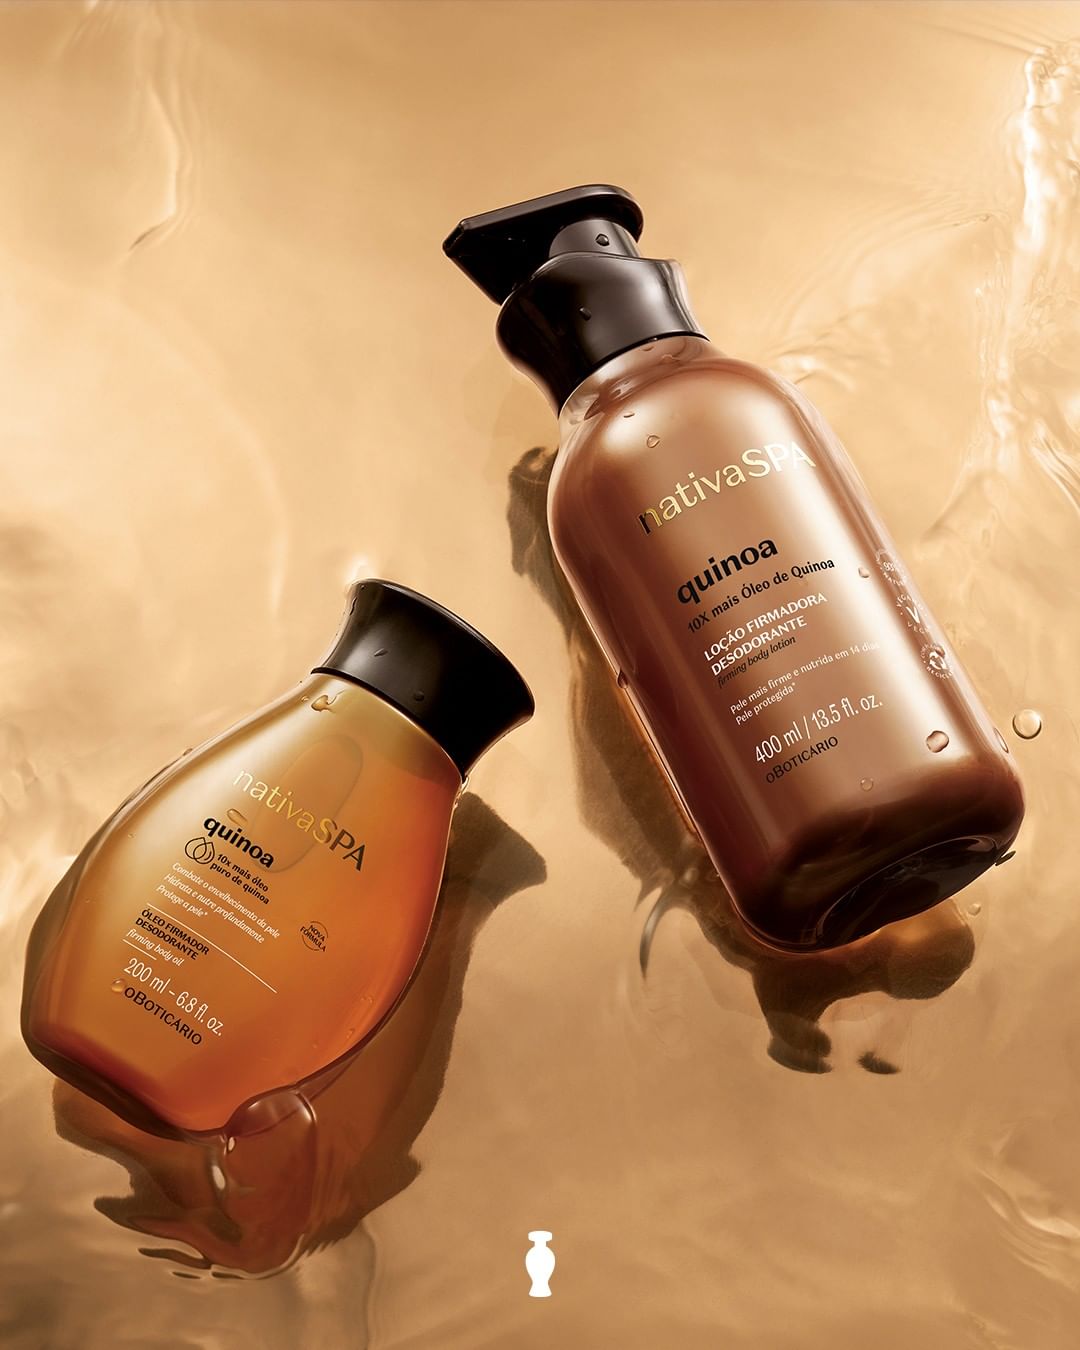 nativaSPA
quinoa
10X mais Óleo de Quinoa
LOÇÃO FIRMADORA
DESODORANTE
firming body lotion
Pele mais firme e nutrida em 14 dias
Pele protegida*
400 ml / 13.5 fl. oz.
oBOTICÁRIO
nativaSPA
quinoa
10x mais óleo
puro de quinoa
Combate o envelhecimento da pele
Hidrata e nutre profundamente
Protege a pele*
NOVA
FÓRMULA
ÓLEO FIRMADOR
DESODORANTE
firming body oil
200 ml - 6.8 fl. oz.
oBOTICÁRIO